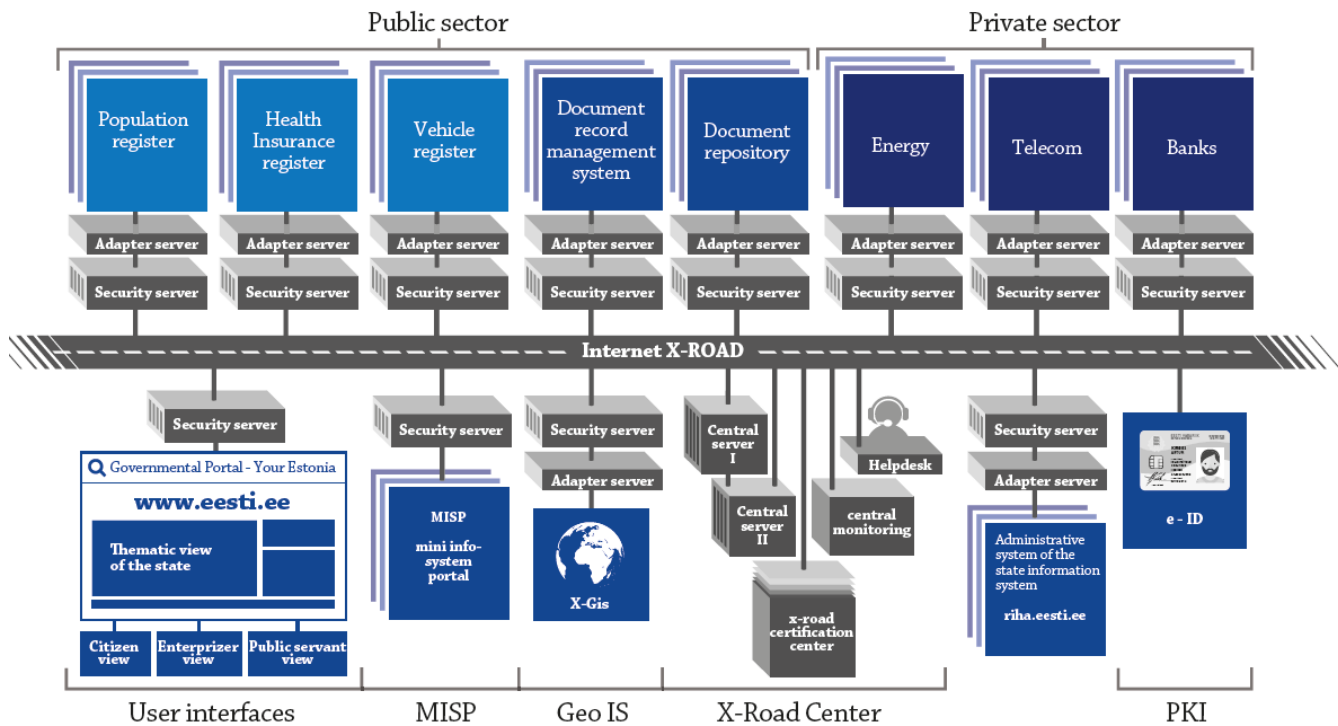 Public sector
Private sector
Population
register
Health
Insurance
register
Vehicle
register
Document
record
management
system
Document
repository
Energy
Telecom
Banks
Adapter server
Adapter server
Adapter server
Adapter server
Adapter server
Adapter server
Adapter server
Adapter server
Security server
Security server
Security server
Security server
Security server
Security server
Security server
Security server
Internet X-ROAD
Security server
Governmental Portal - Your Estonia
www.eesti.ee
Thematic view
of the state
Citizen
view
Enterprizer
view
Public servant
view
Security server
MISP
mini info-
system
portal
Security server
Adapter server
X-Gis
Central
server
I
Central
server
II
Helpdesk
central
monitoring
x-road
certification
center
Security server
Adapter server
Administrative
system of the
state information
system
riha.eesti.ee
e - ID
User interfaces
MISP
Geo IS
X-Road Center
PKI